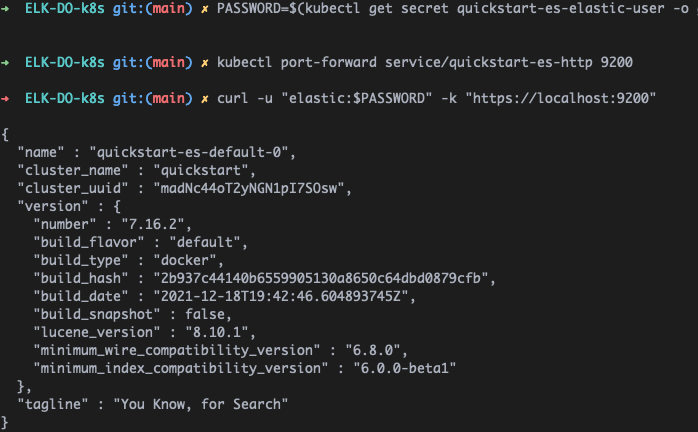 → ELK-DO-k8s git:(main) ✗ PASSWORD=$(kubectl get secret quickstart-es-elastic-user -o
→ ELK-DO-k8s git:(main) ✗ kubectl port-forward service/quickstart-es-http 9200
→ ELK-DO-k8s git:(main) ✗ curl -u "elastic:$PASSWORD" -k "https://localhost:9200"
{
  "name" : "quickstart-es-default-0",
  "cluster_name" : "quickstart",
  "cluster_uuid" : "madNc44oT2yNGN1pI7SOsw",
  "version" : {
    "number" : "7.16.2",
    "build_flavor" : "default",
    "build_type" : "docker",
    "build_hash" : "2b937c44140b6559905130a8650c64dbd0879cfb",
    "build_date" : "2021-12-18T19:42:46.604893745Z",
    "build_snapshot" : false,
    "lucene_version" : "8.10.1",
    "minimum_wire_compatibility_version" : "6.8.0",
    "minimum_index_compatibility_version" : "6.0.0-beta1"
  },
  "tagline" : "You Know, for Search"
}